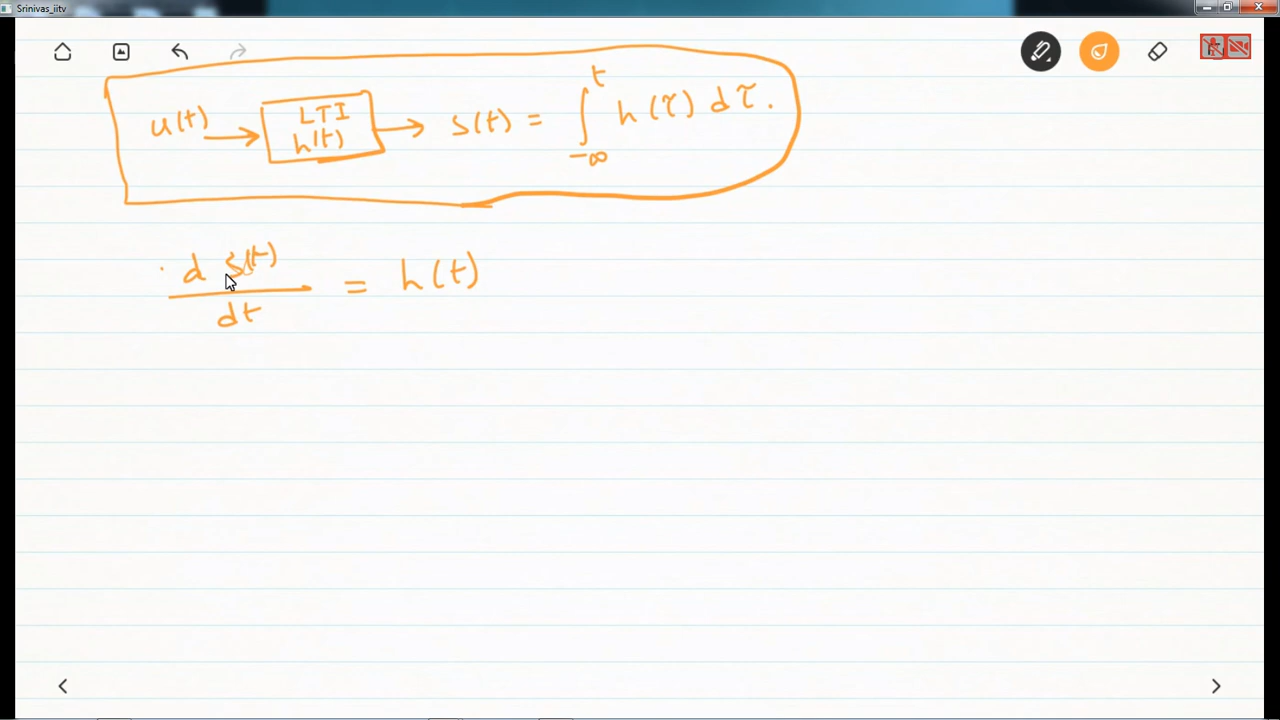 Srinivas_iitv
u(t) → LTI h(t) → s(t) = ∫_{-∞}^{t} h(τ) dτ.
d s(t) / dt = h(t)